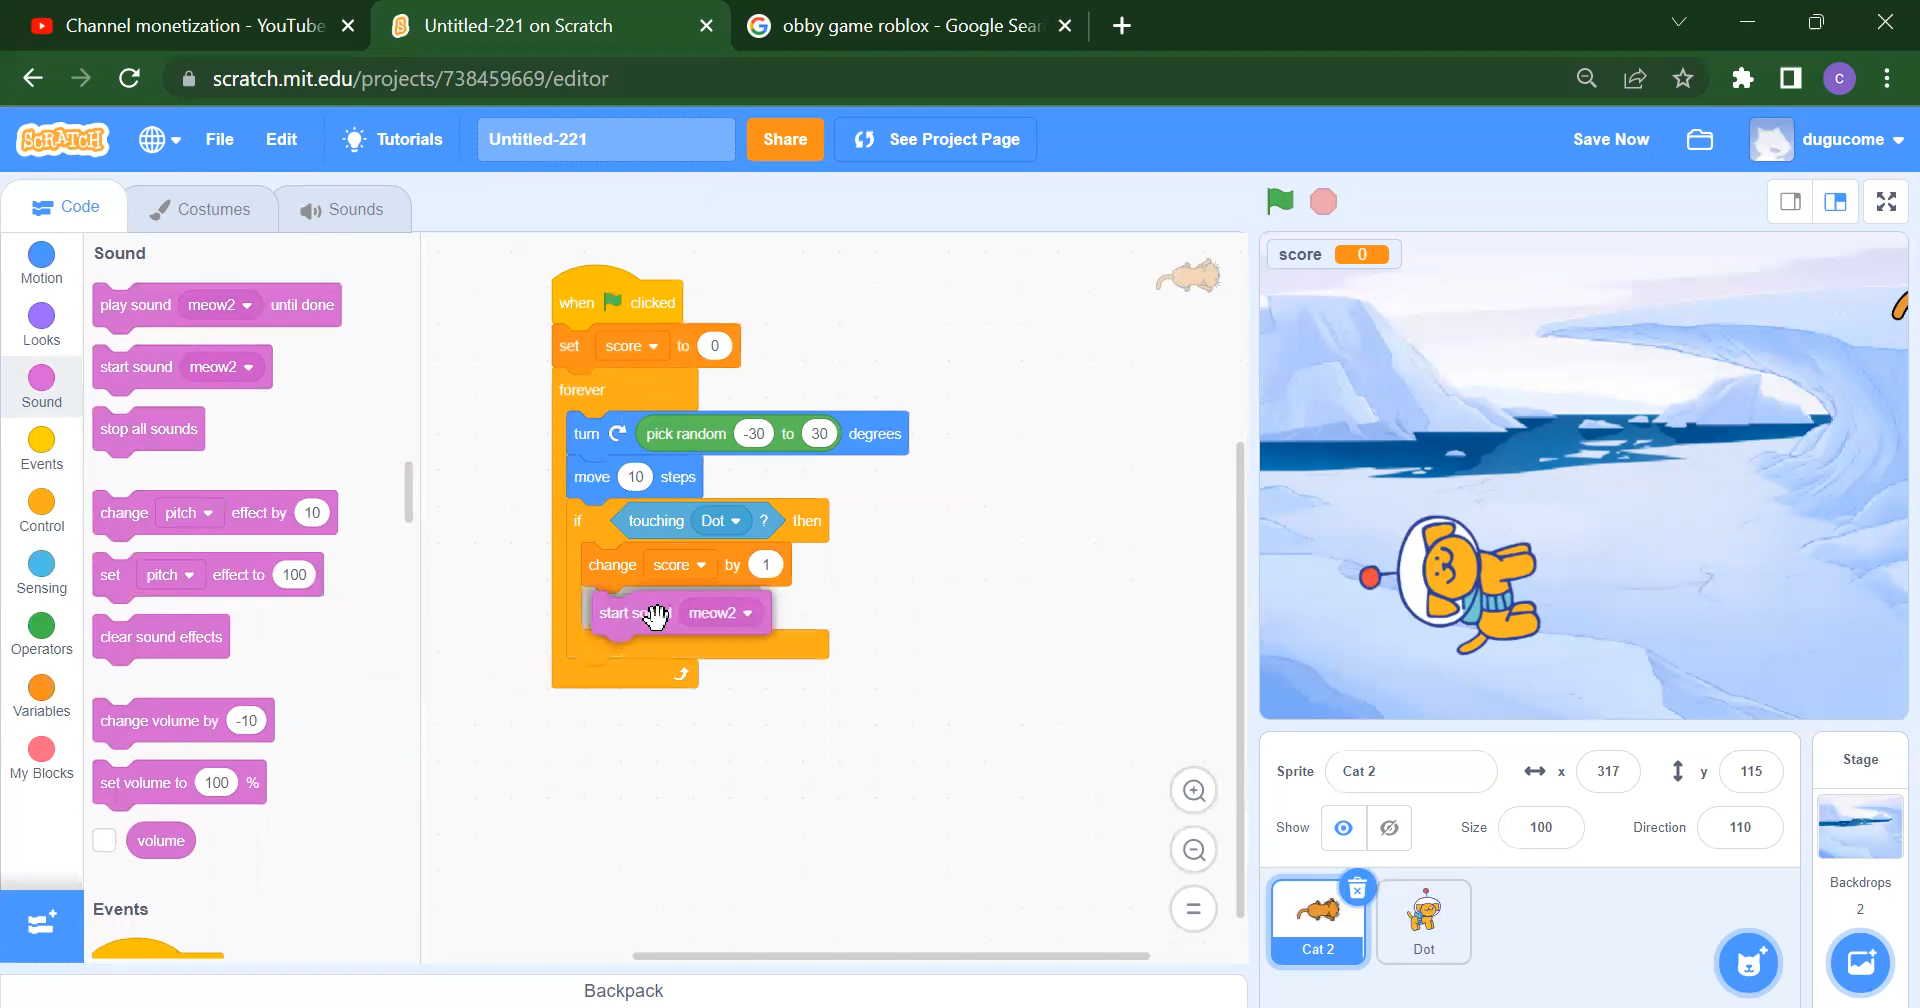 Channel monetization - YouTube
Untitled-221 on Scratch
obby game roblox - Google Sear
scratch.mit.edu/projects/738459669/editor
C
SCRATCH
File
Edit
Tutorials
Untitled-221
Share
See Project Page
Save Now
dugucome
Code
Costumes
Sounds
Motion
Looks
Sound
Events
Control
Sensing
Operators
Variables
My Blocks
Sound
play sound meow2 until done
start sound meow2
stop all sounds
change pitch effect by 10
set pitch effect to 100
clear sound effects
change volume by -10
set volume to 100 %
volume
Events
when clicked
set score to 0
forever
turn pick random -30 to 30 degrees
move 10 steps
if touching Dot ? then
change score by 1
start meow2
score 0
Sprite Cat 2 x 317 y 115
Show Size 100 Direction 110
Cat 2
Dot
Stage
Backdrops
2
Backpack